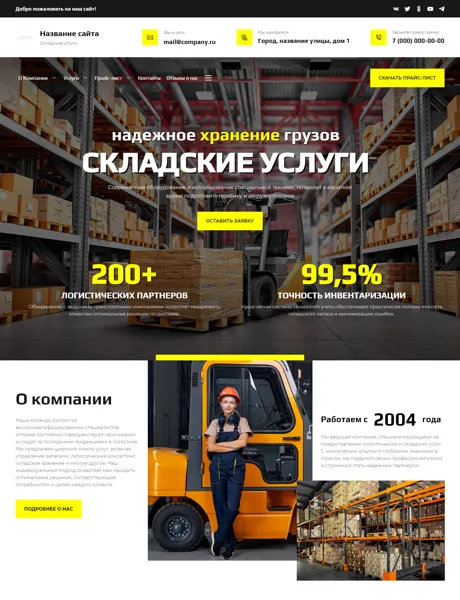 Добро пожаловать на наш сайт!
Название сайта
Складские услуги
Мы в сети
mail@company.ru
Мы находимся
Город, название улицы, дом 1
Звоните прямо сейчас
7 (000) 000-00-00
О Компании
Услуги
Прайс-лист
Контакты
Отзывы о нас
СКАЧАТЬ ПРАЙС-ЛИСТ
надежное хранение грузов
СКЛАДСКИЕ УСЛУГИ
Современное оборудование и использование специальной техники, позволит в короткое
время подготовить приемку и отгрузку товаров
ОСТАВИТЬ ЗАЯВКУ
200+
ЛОГИСТИЧЕСКИХ ПАРТНЕРОВ
Объединение с ведущими транспортными компаниями позволяет предложить
клиентам оптимальные решения по доставке.
99,5%
ТОЧНОСТЬ ИНВЕНТАРИЗАЦИИ
система складского учета обеспечивает практически полную точность
складского запаса и минимизацию ошибок.
О компании
Наша команда состоит из
высококвалифицированных специалистов,
которые постоянно совершенствуют свои навыки
и следят за последними тенденциями в логистике.
Мы предлагаем широкий спектр услуг, включая
управление запасами, логистический консалтинг,
складское хранение и многое другое. Наш
индивидуальный подход позволяет нам находить
оптимальные решения, соответствующие
потребностям и целям каждого клиента.
ПОДРОБНЕЕ О НАС
Работаем с 2004 года
Мы ведущая компания, специализирующаяся на
предоставлении логистических и складских услуг.
С многолетним опытом и глубокими знаниями в
отрасли, мы гордимся своим профессионализмом
и стремимся стать надежным партнером